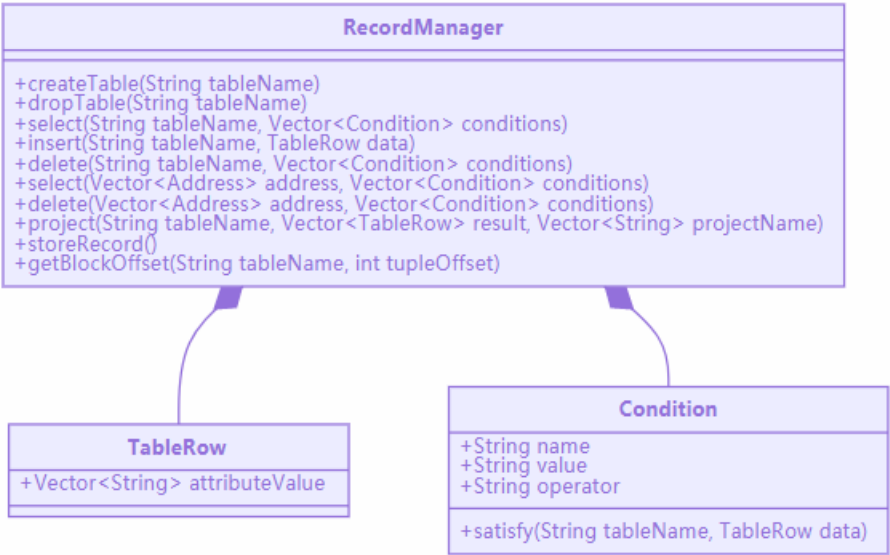 RecordManager
+createTable(String tableName)
+dropTable(String tableName)
+select(String tableName, Vector<Condition> conditions)
+insert(String tableName, TableRow data)
+delete(String tableName, Vector<Condition> conditions)
+select(Vector<Address> address, Vector<Condition> conditions)
+delete(Vector<Address> address, Vector<Condition> conditions)
+project(String tableName, Vector<TableRow> result, Vector<String> projectName)
+storeRecord()
+getBlockOffset(String tableName, int tupleOffset)
TableRow
+Vector<String> attributeValue
Condition
+String name
+String value
+String operator
+satisfy(String tableName, TableRow data)